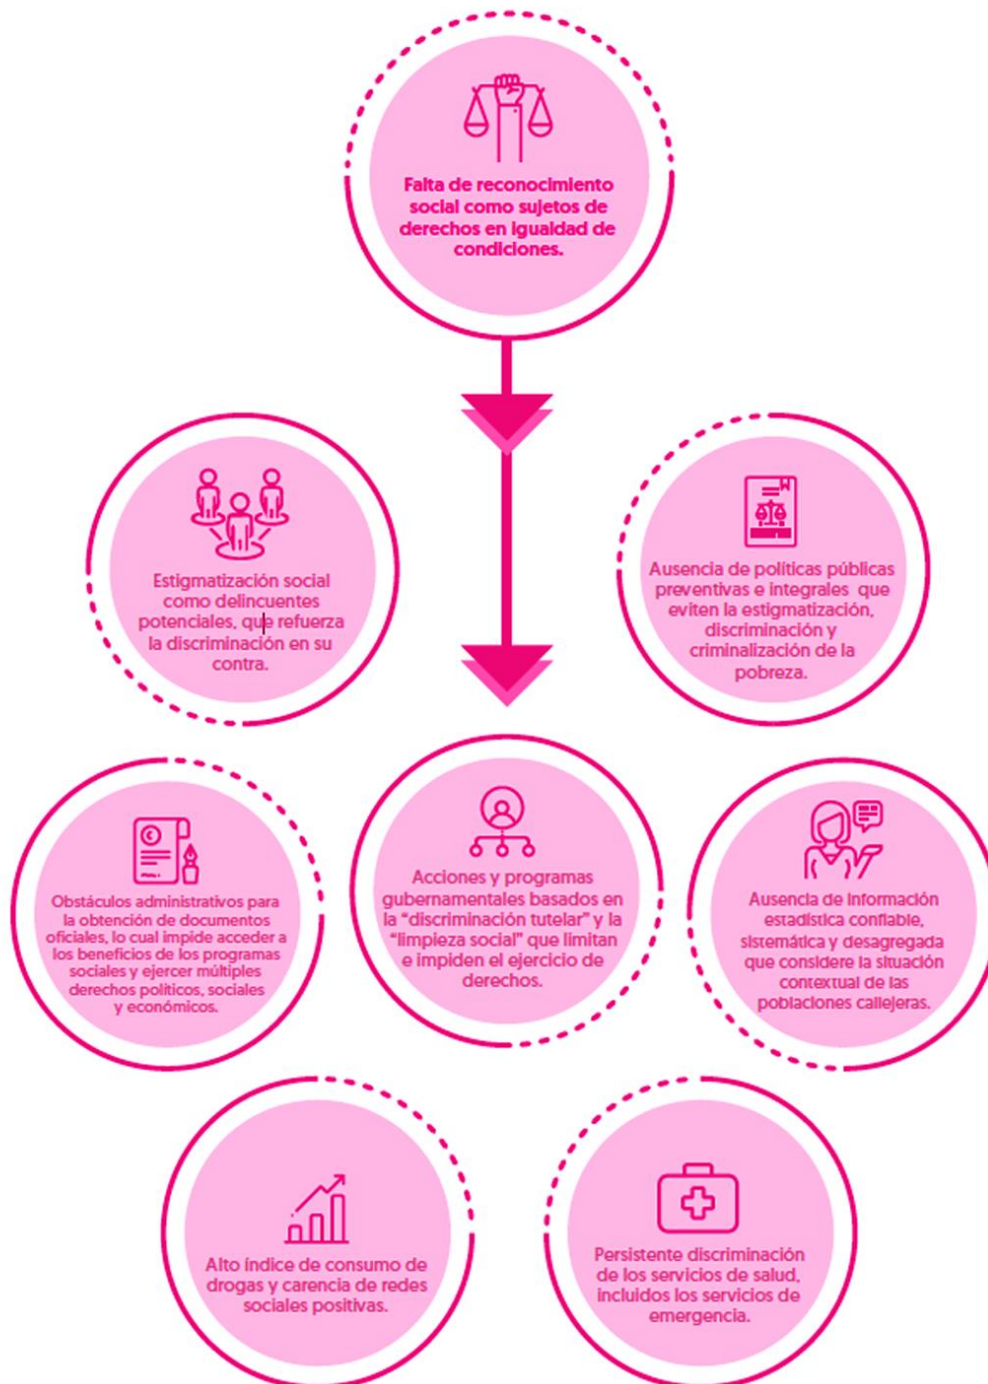 Falta de reconocimiento
social como sujetos de
derechos en igualdad de
condiciones.
Estigmatización social
como delincuentes
potenciales, que refuerza
la discriminación en su
contra.
Ausencia de políticas públicas
preventivas e integrales que
eviten la estigmatización,
discriminación y
criminalización de la
pobreza.
Obstáculos administrativos para
la obtención de documentos
oficiales, lo cual impide acceder a
los beneficios de los programas
sociales y ejercer múltiples
derechos políticos, sociales
y económicos.
Acciones y programas
gubernamentales basados en
la “discriminación tutelar” y la
“limpieza social” que limitan
e impiden el ejercicio de
derechos.
Ausencia de información
estadística confiable,
sistemática y desagregada
que considere la situación
contextual de las
poblaciones callejeras.
Alto índice de consumo de
drogas y carencia de redes
sociales positivas.
Persistente discriminación
de los servicios de salud,
incluidos los servicios de
emergencia.